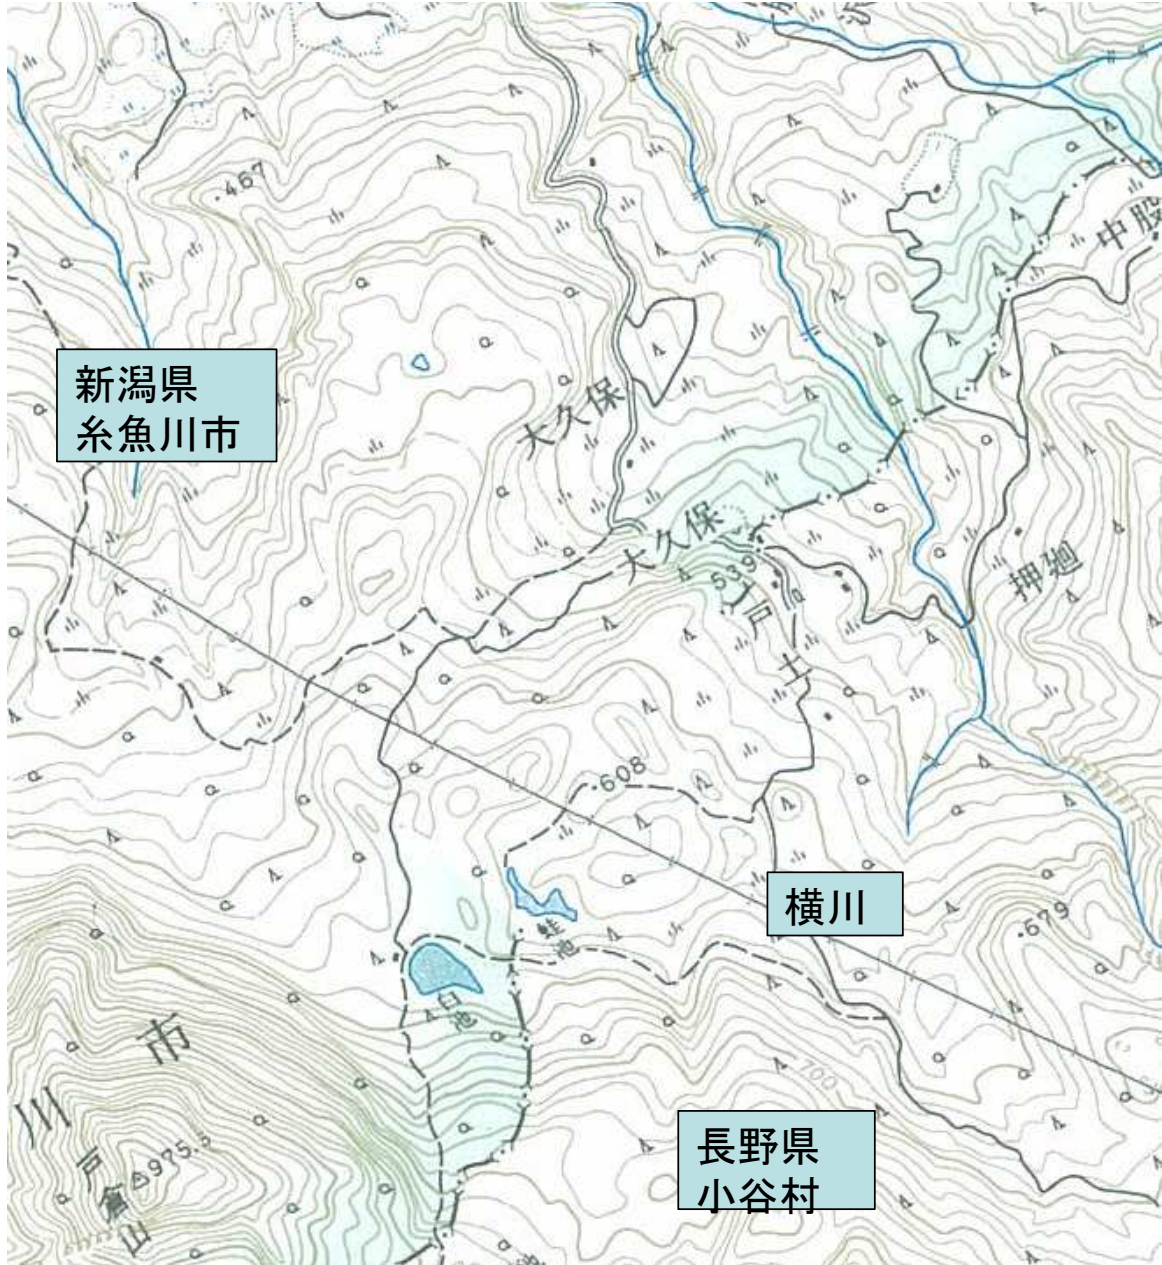 .467
中股
新潟県
糸魚川市
大久保
大久保
539
押廻
戸土
.608
横川
.679
蛙池
白池
市
川
700
長野県
小谷村
戸倉山
975.5